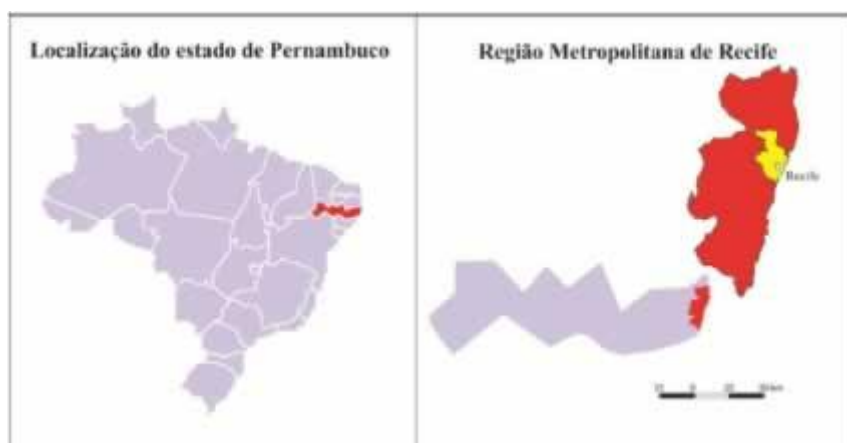 Localização do estado de Pernambuco
Região Metropolitana de Recife
Recife